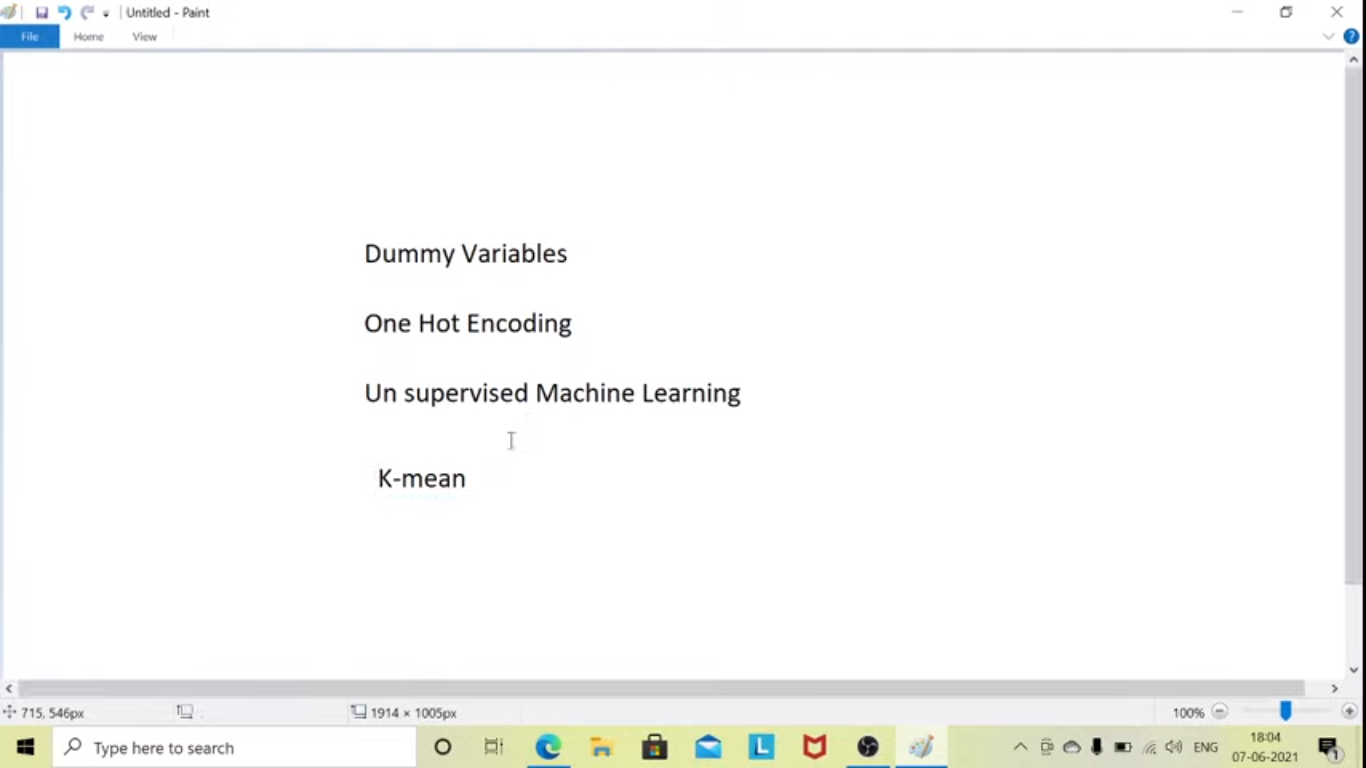 Untitled - Paint
File Home View
Dummy Variables
One Hot Encoding
Un supervised Machine Learning
K-mean
715, 546px 1914 × 1005px 100%
Type here to search L ENG 18:04
07-06-2021 1